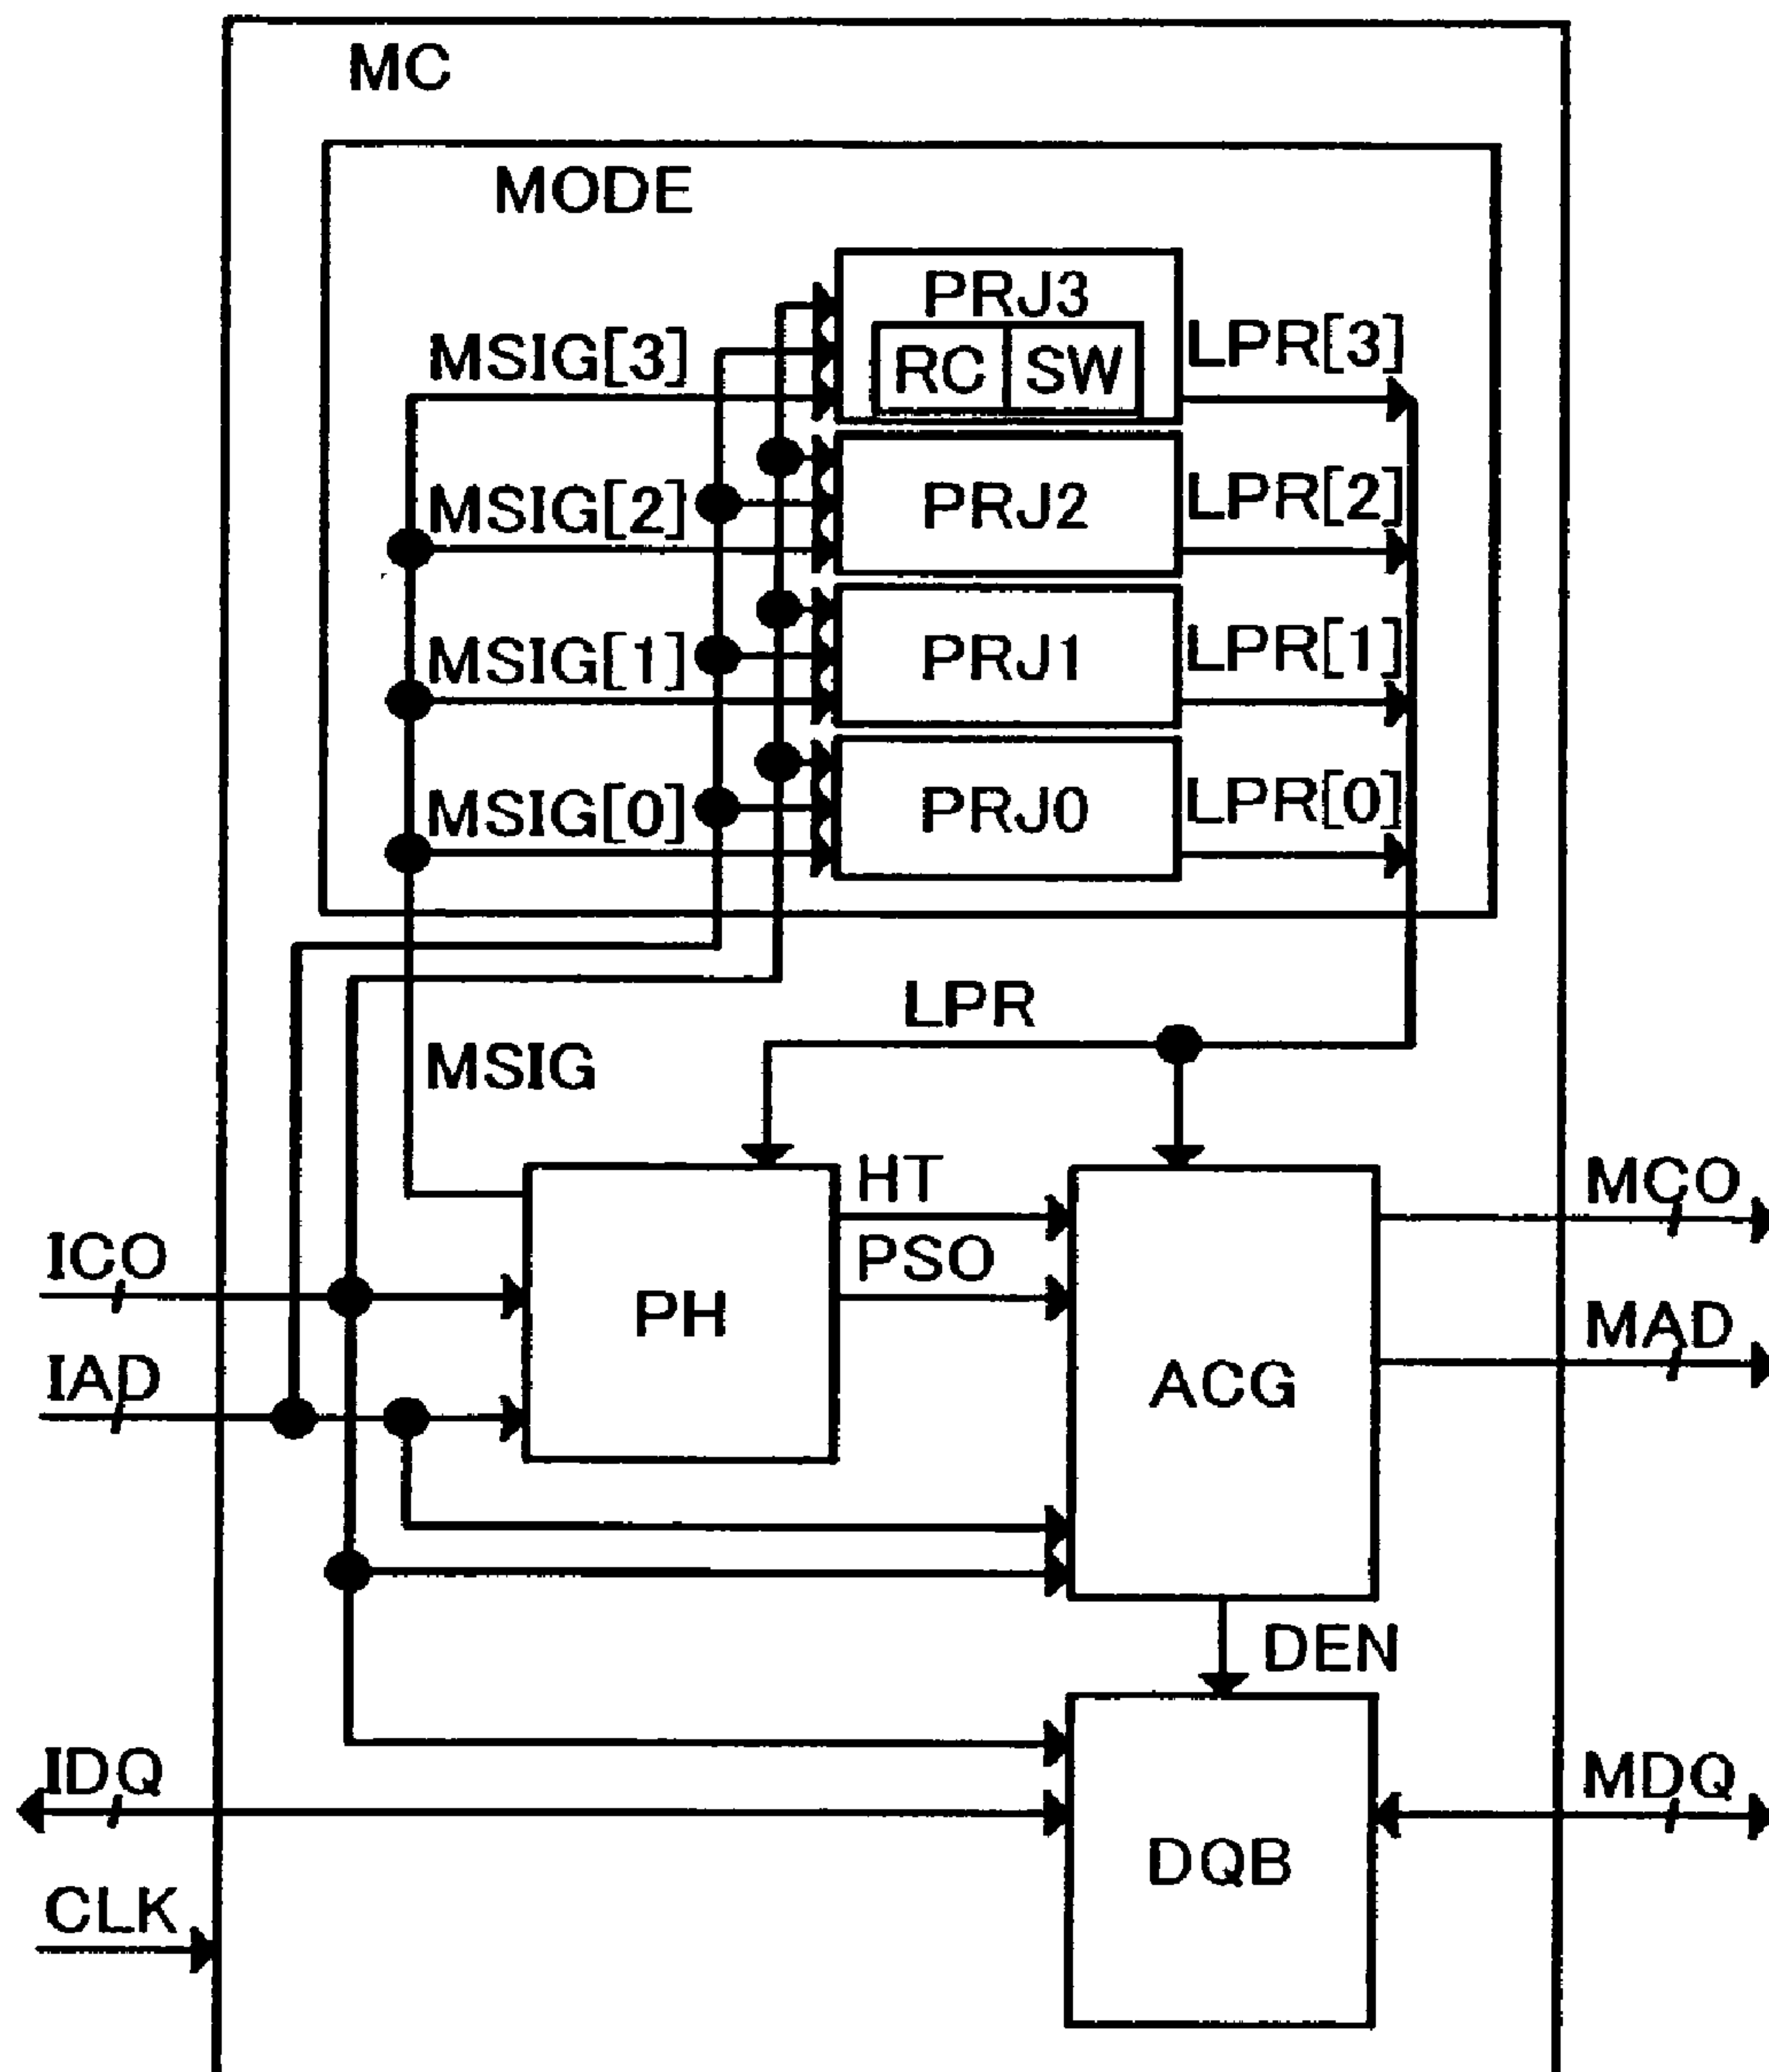 MC
MODE
PRJ3
MSIG[3]
RC
SW
LPR[3]
MSIG[2]
PRJ2
LPR[2]
MSIG[1]
PRJ1
LPR[1]
MSIG[0]
PRJ0
LPR[0]
LPR
MSIG
HT
MCO
ICO
PSO
PH
MAD
IAD
ACG
DEN
IDQ
MDQ
DQB
CLK